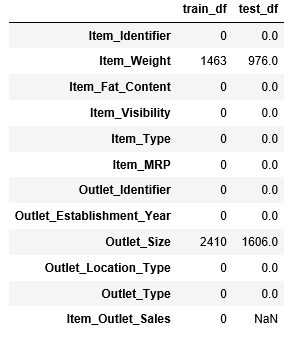 train_df test_df
Item_Identifier 0 0.0
Item_Weight 1463 976.0
Item_Fat_Content 0 0.0
Item_Visibility 0 0.0
Item_Type 0 0.0
Item_MRP 0 0.0
Outlet_Identifier 0 0.0
Outlet_Establishment_Year 0 0.0
Outlet_Size 2410 1606.0
Outlet_Location_Type 0 0.0
Outlet_Type 0 0.0
Item_Outlet_Sales 0 NaN